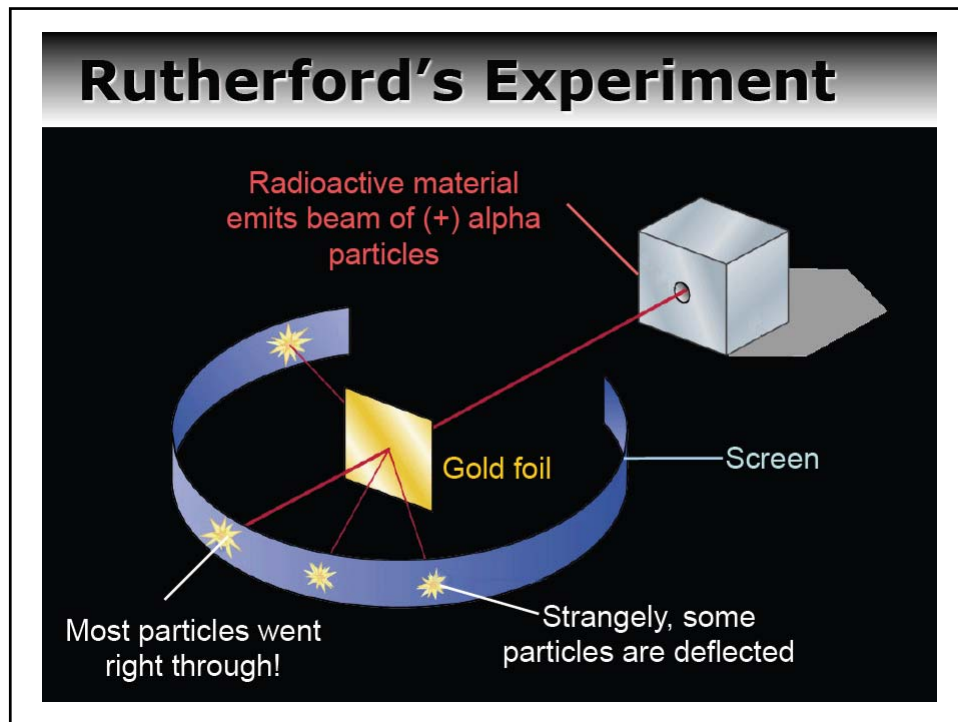 Rutherford’s Experiment
Radioactive material
emits beam of (+) alpha
particles
Gold foil
Screen
Most particles went
right through!
Strangely, some
particles are deflected